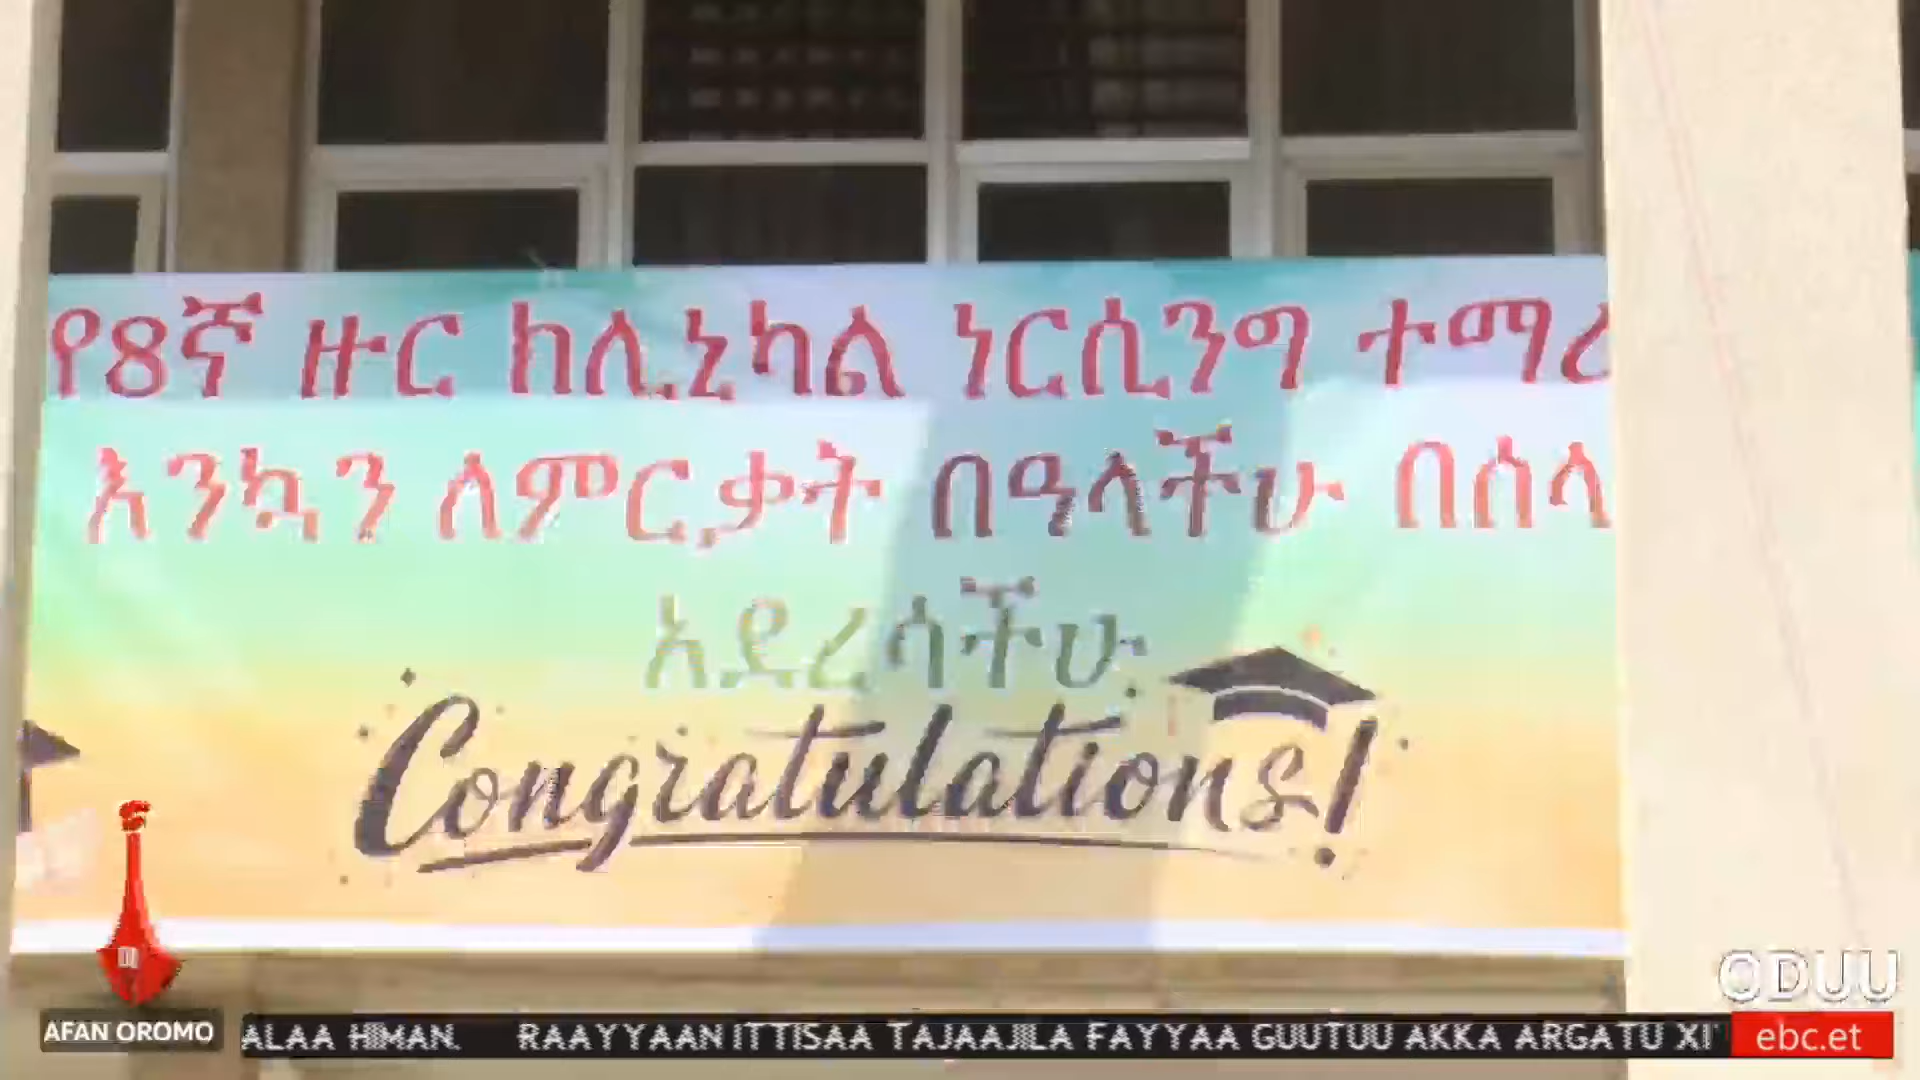 የ8ኛ ዙር ክሊኒካል ነርሲንግ ተማረ
እንኳን ለምርቃት በዓላችሁ በሰላ
አደረሳችሁ
Congratulations!
ODUU
AFAN OROMO
ALAA HIMAN. RAAYYAAN ITTISAA TAJAAJILA FAYYAA GUUTUU AKKA ARGATU
ebc.et